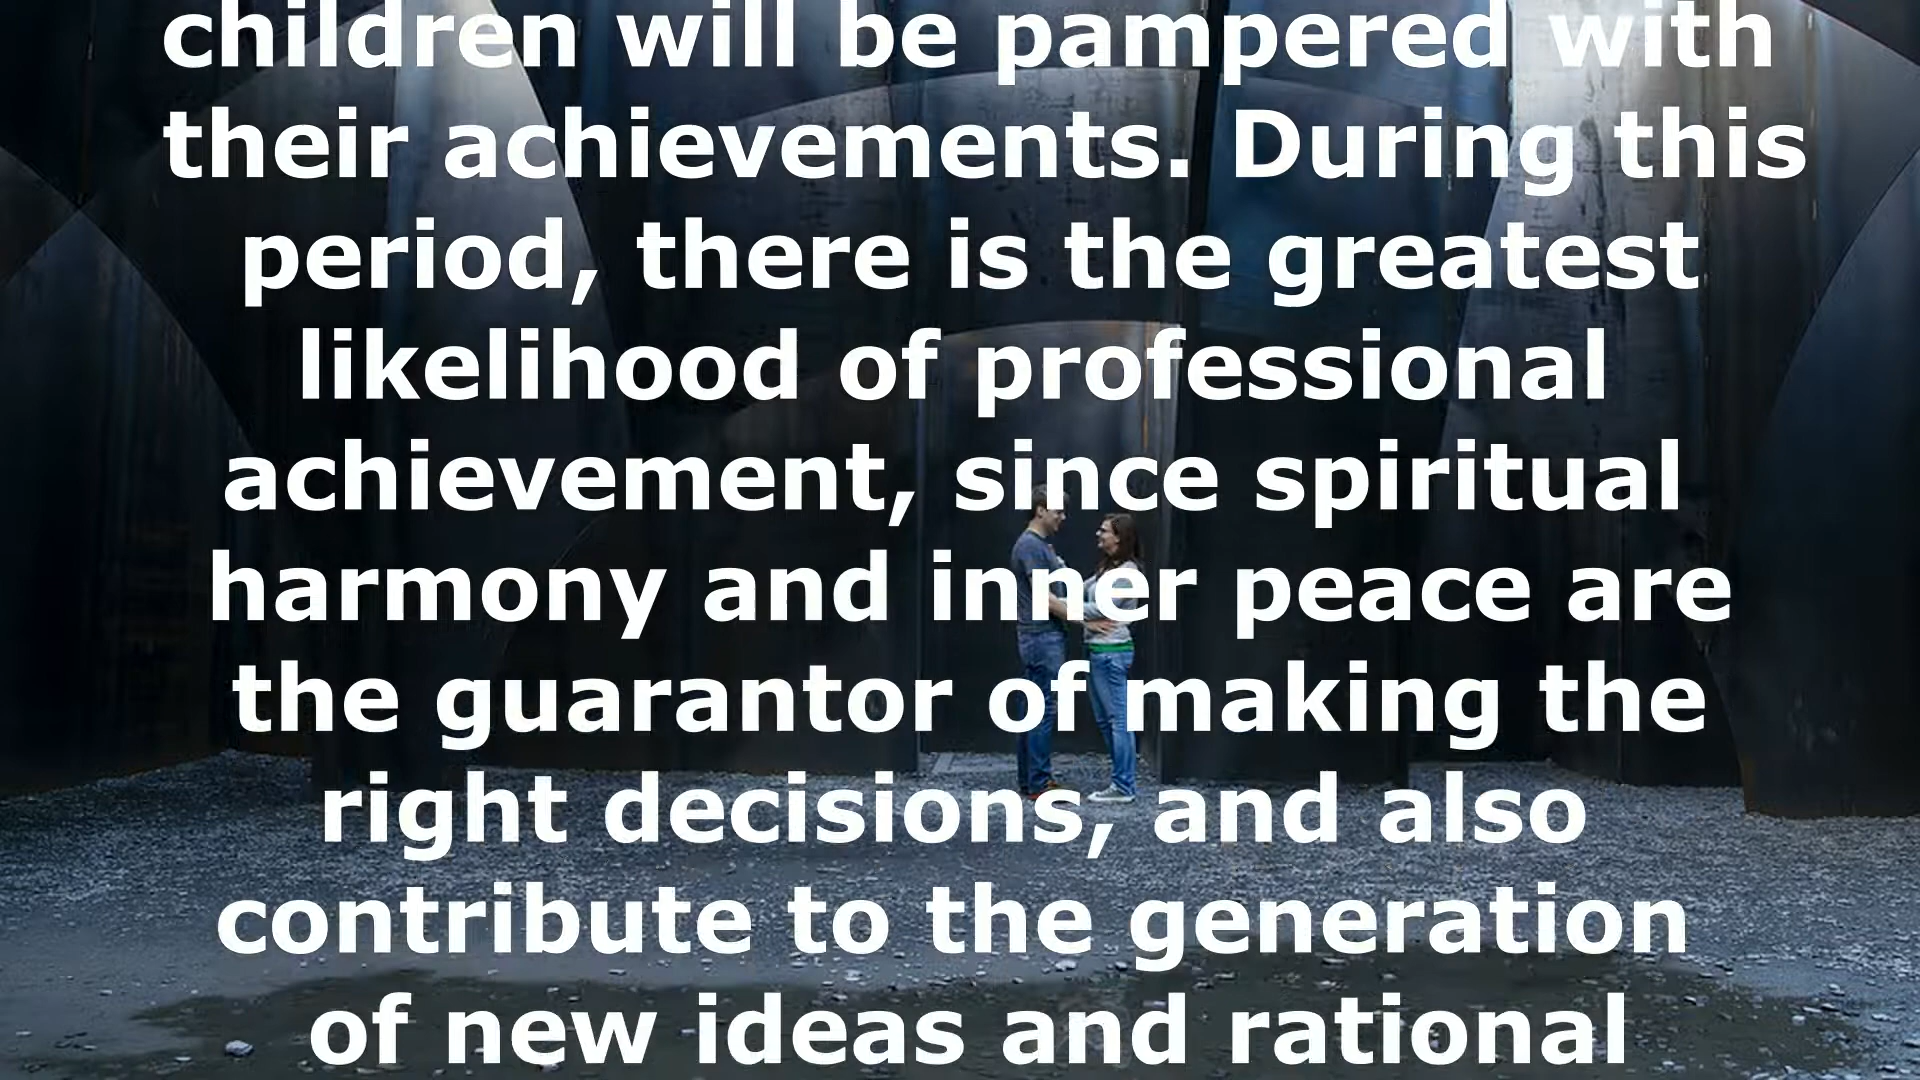 children will be pampered with
their achievements. During this
period, there is the greatest
likelihood of professional
achievement, since spiritual
harmony and inner peace are
the guarantor of making the
right decisions, and also
contribute to the generation
of new ideas and rational